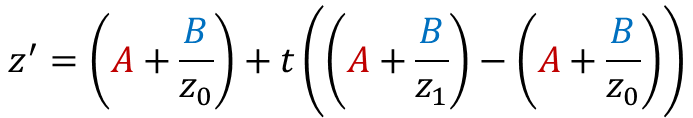 z′ = (A + B/z₀) + t((A + B/z₁) − (A + B/z₀))